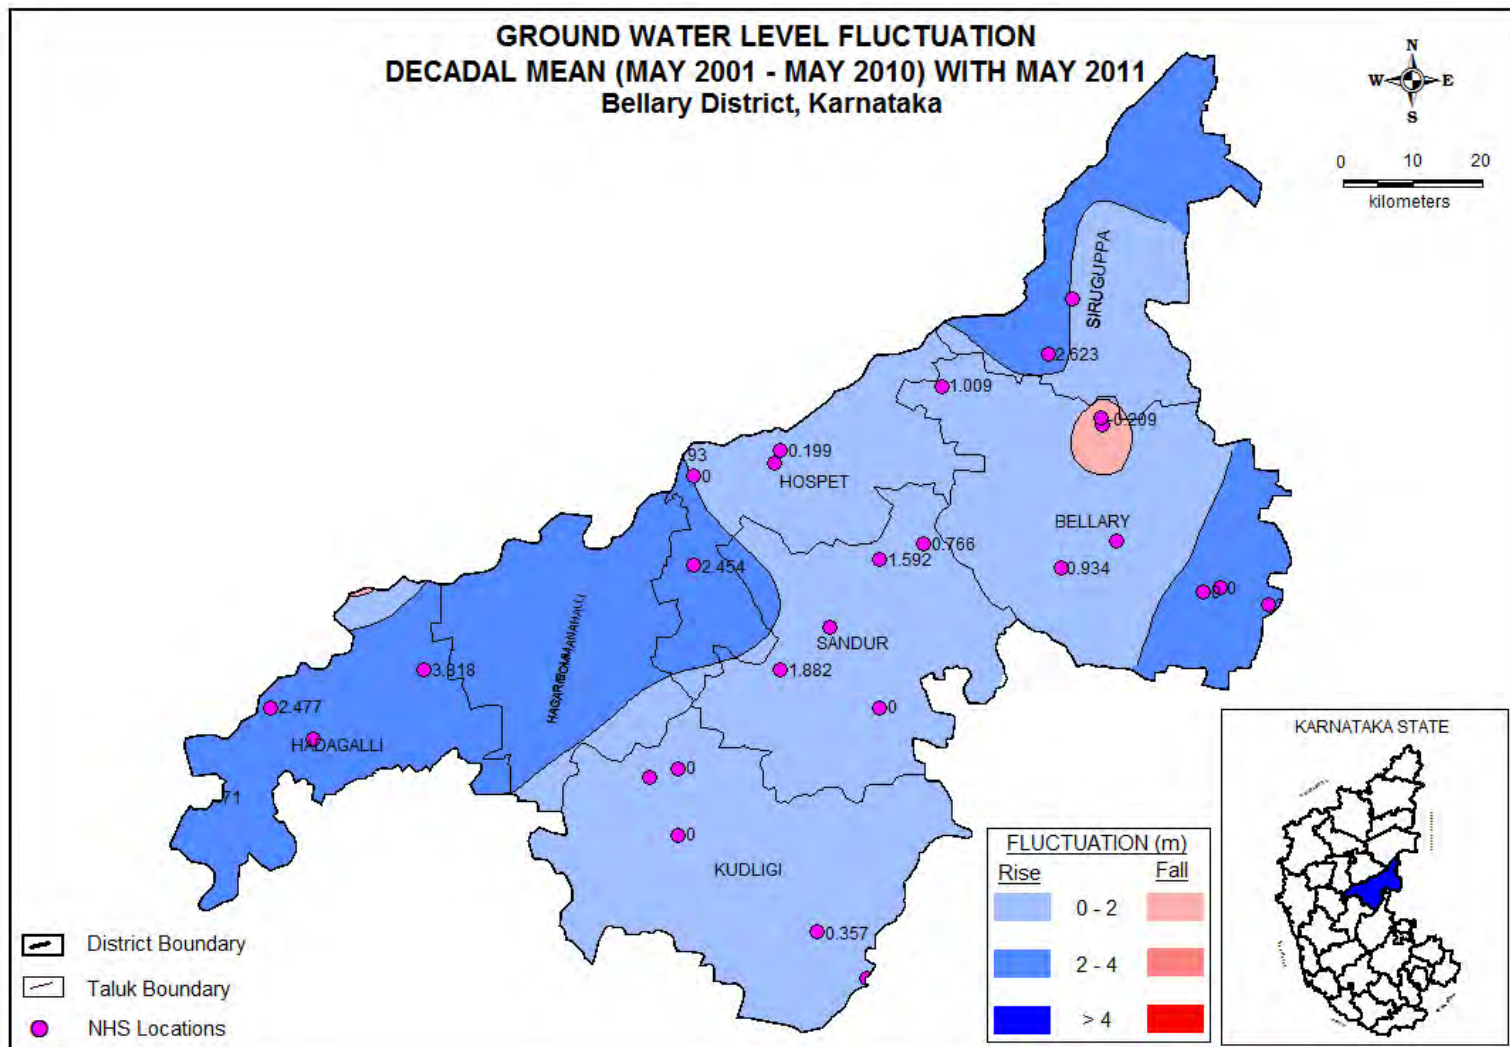 GROUND WATER LEVEL FLUCTUATION
DECADAL MEAN (MAY 2001 - MAY 2010) WITH MAY 2011
Bellary District, Karnataka
N
W E
S
0 10 20
kilometers
SIRUGUPPA
2.623
1.009
-0.209
93
0
0.199
HOSPET
BELLARY
0.766
1.592
2.454
0.934
0 0
SANDUR
1.882
3.818
2.477
0
HADAGALLI
71
0
0
KUDLIGI
0.357
KARNATAKA STATE
FLUCTUATION (m)
Rise Fall
0 - 2
2 - 4
> 4
District Boundary
Taluk Boundary
NHS Locations